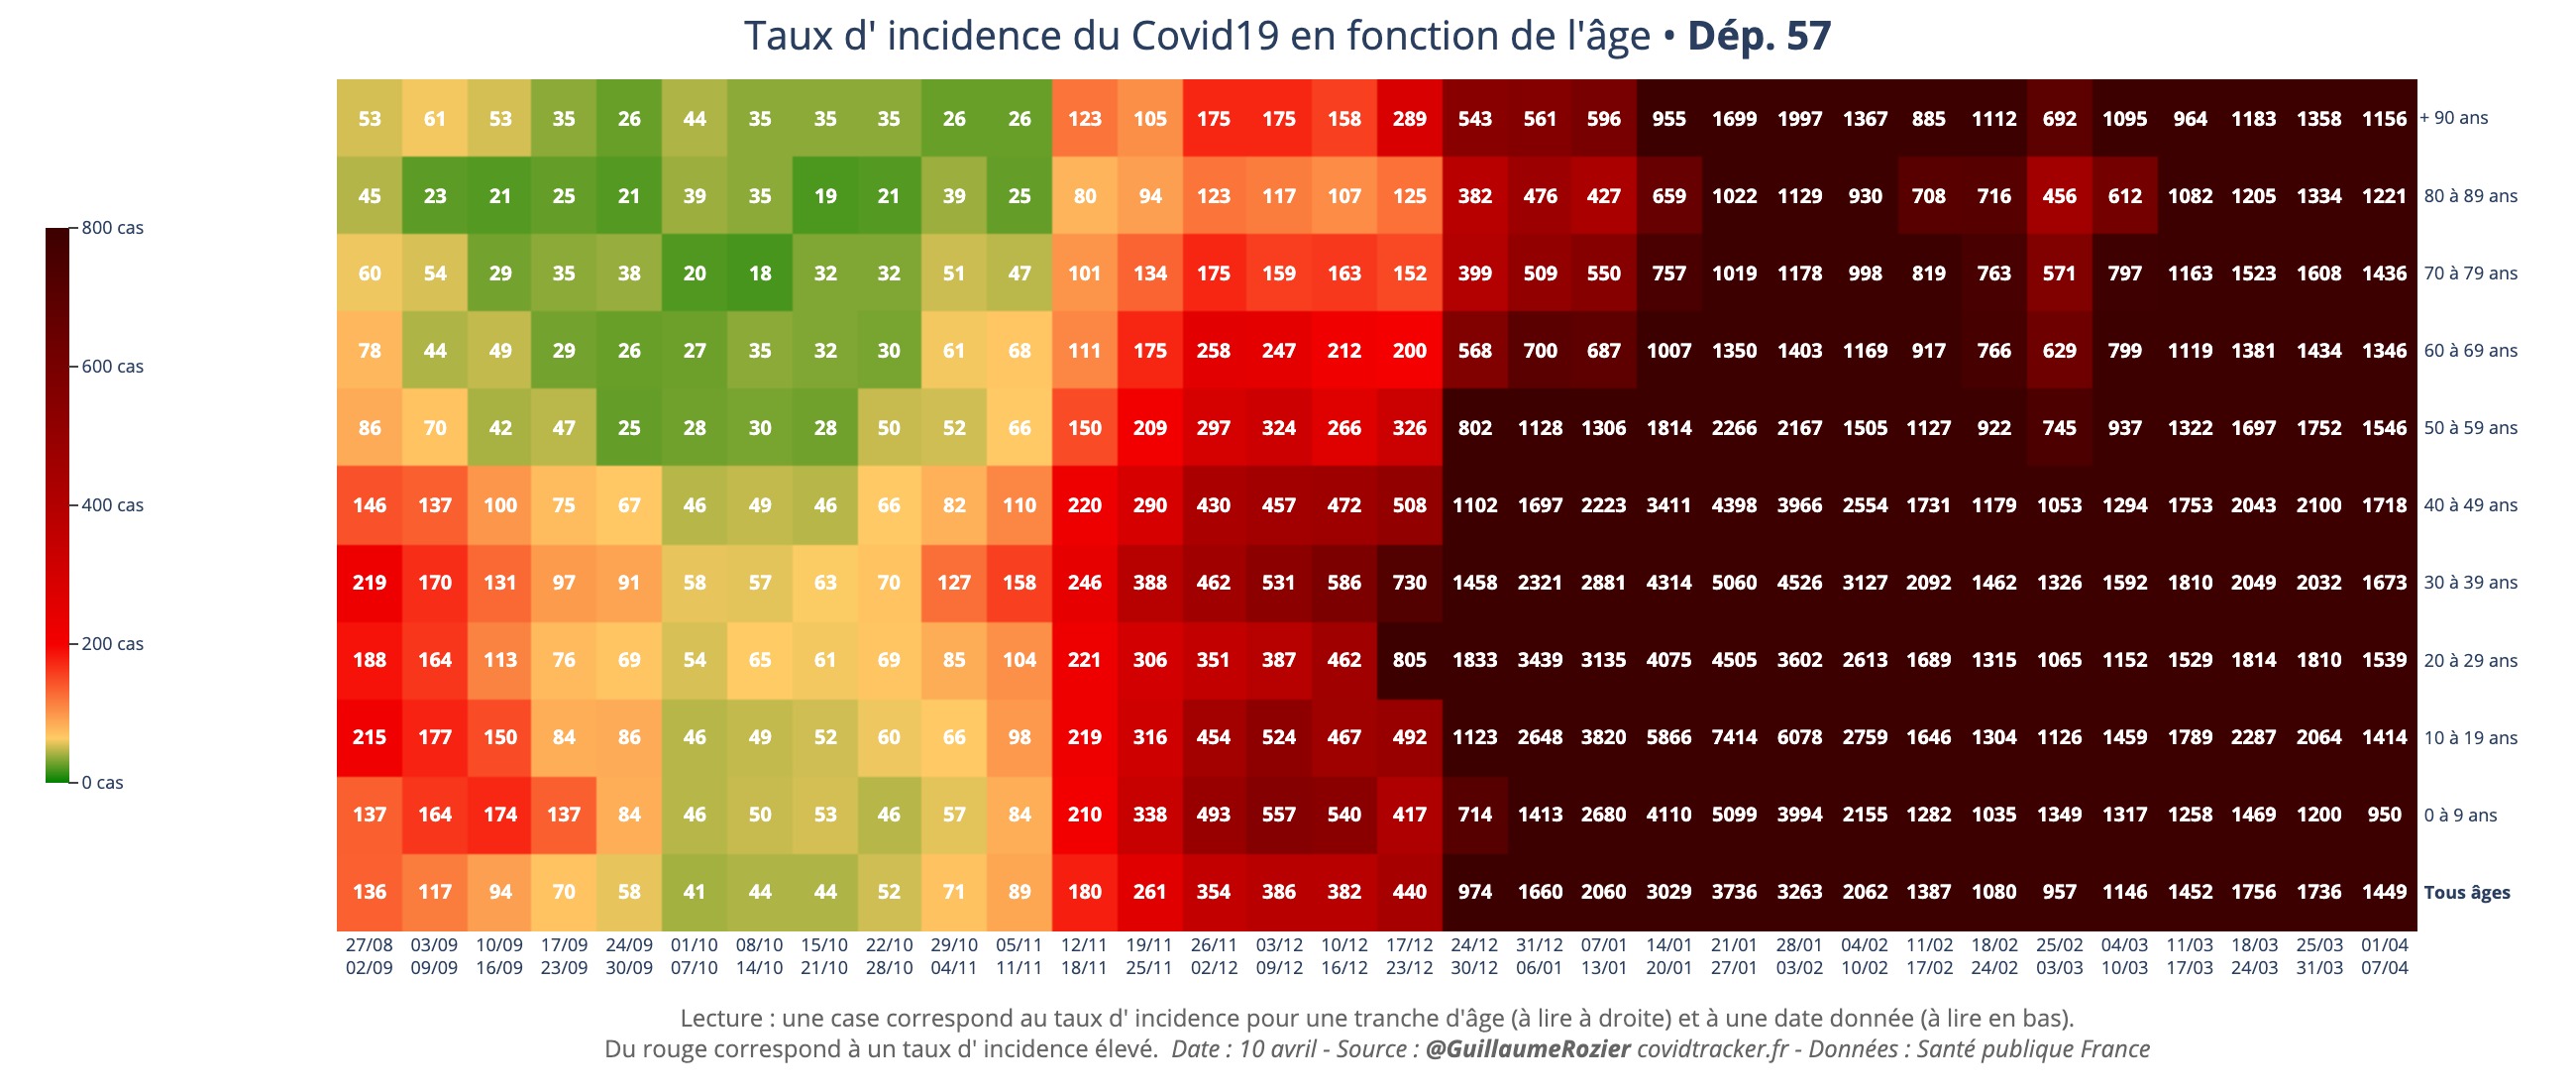 Taux d' incidence du Covid19 en fonction de l'âge • Dép. 57
800 cas
600 cas
400 cas
200 cas
0 cas
53 61 53 35 26 44 35 35 35 26 26 123 105 175 175 158 289 543 561 596 955 1699 1997 1367 885 1112 692 1095 964 1183 1358 1156 + 90 ans
45 23 21 25 21 39 35 19 21 39 25 80 94 123 117 107 125 382 476 427 659 1022 1129 930 708 716 456 612 1082 1205 1334 1221 80 à 89 ans
60 54 29 35 38 20 18 32 32 51 47 101 134 175 159 163 152 399 509 550 757 1019 1178 998 819 763 571 797 1163 1523 1608 1436 70 à 79 ans
78 44 49 29 26 27 35 32 30 61 68 111 175 258 247 212 200 568 700 687 1007 1350 1403 1169 917 766 629 799 1119 1381 1434 1346 60 à 69 ans
86 70 42 47 25 28 30 28 50 52 66 150 209 297 324 266 326 802 1128 1306 1814 2266 2167 1505 1127 922 745 937 1322 1697 1752 1546 50 à 59 ans
146 137 100 75 67 46 49 46 66 82 110 220 290 430 457 472 508 1102 1697 2223 3411 4398 3966 2554 1731 1179 1053 1294 1753 2043 2100 1718 40 à 49 ans
219 170 131 97 91 58 57 63 70 127 158 246 388 462 531 586 730 1458 2321 2881 4314 5060 4526 3127 2092 1462 1326 1592 1810 2049 2032 1673 30 à 39 ans
188 164 113 76 69 54 65 61 69 85 104 221 306 351 387 462 805 1833 3439 3135 4075 4505 3602 2613 1689 1315 1065 1152 1529 1814 1810 1539 20 à 29 ans
215 177 150 84 86 46 49 52 60 66 98 219 316 454 524 467 492 1123 2648 3820 5866 7414 6078 2759 1646 1304 1126 1459 1789 2287 2064 1414 10 à 19 ans
137 164 174 137 84 46 50 53 46 57 84 210 338 493 557 540 417 714 1413 2680 4110 5099 3994 2155 1282 1035 1349 1317 1258 1469 1200 950 0 à 9 ans
136 117 94 70 58 41 44 44 52 71 89 180 261 354 386 382 440 974 1660 2060 3029 3736 3263 2062 1387 1080 957 1146 1452 1756 1736 1449 Tous âges
27/08 03/09 10/09 17/09 24/09 01/10 08/10 15/10 22/10 29/10 05/11 12/11 19/11 26/11 03/12 10/12 17/12 24/12 31/12 07/01 14/01 21/01 28/01 04/02 11/02 18/02 25/02 04/03 11/03 18/03 25/03 01/04
02/09 09/09 16/09 23/09 30/09 07/10 14/10 21/10 28/10 04/11 11/11 18/11 25/11 02/12 09/12 16/12 23/12 30/12 06/01 13/01 20/01 27/01 03/02 10/02 17/02 24/02 03/03 10/03 17/03 24/03 31/03 07/04
Lecture : une case correspond au taux d' incidence pour une tranche d'âge (à lire à droite) et à une date donnée (à lire en bas).
Du rouge correspond à un taux d' incidence élevé. Date : 10 avril - Source : @GuillaumeRozier covidtracker.fr - Données : Santé publique France